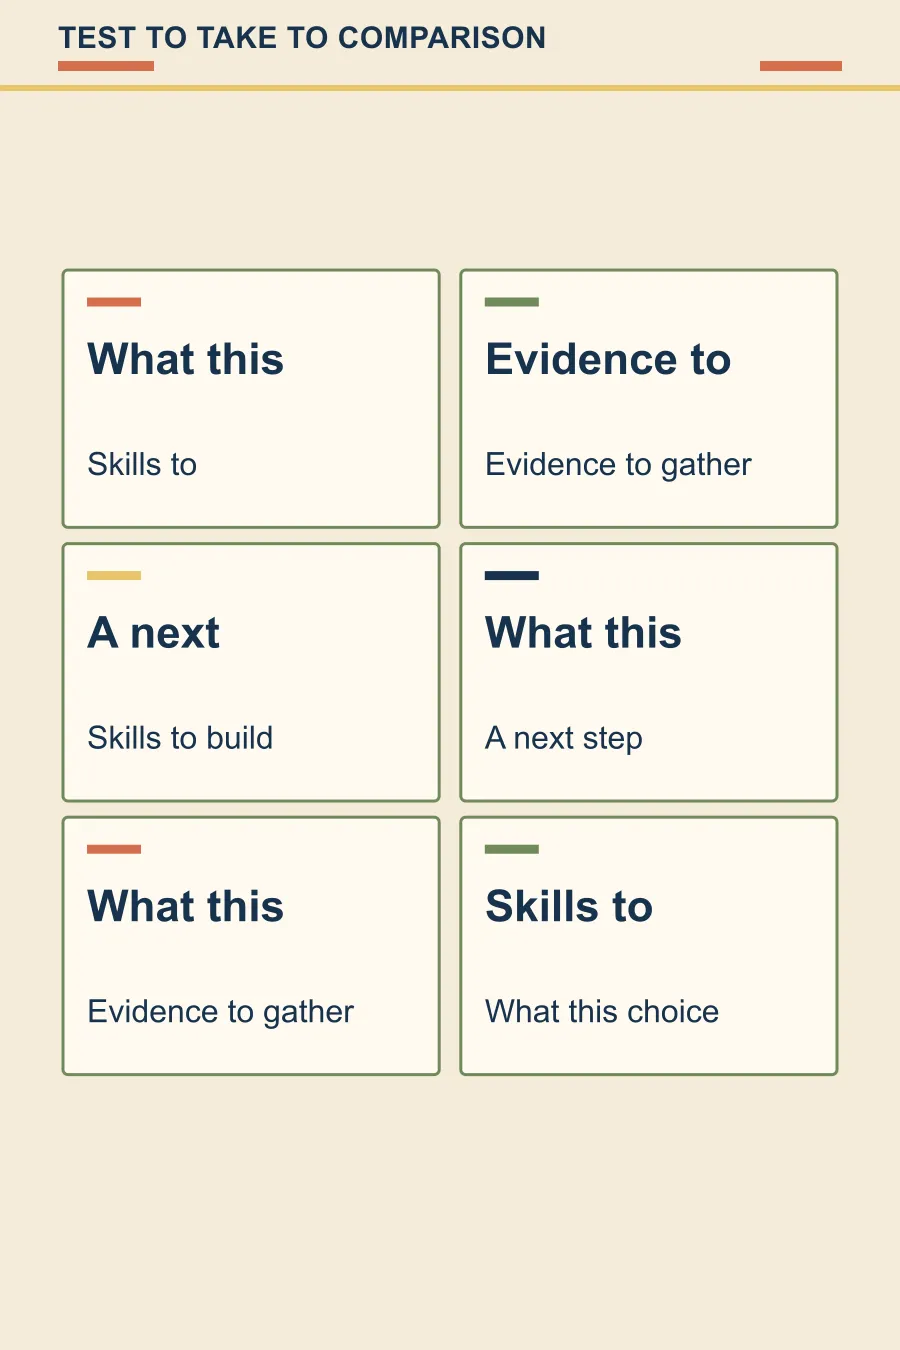 TEST TO TAKE TO COMPARISON
What this
Skills to
Evidence to
Evidence to gather
A next
Skills to build
What this
A next step
What this
Evidence to gather
Skills to
What this choice